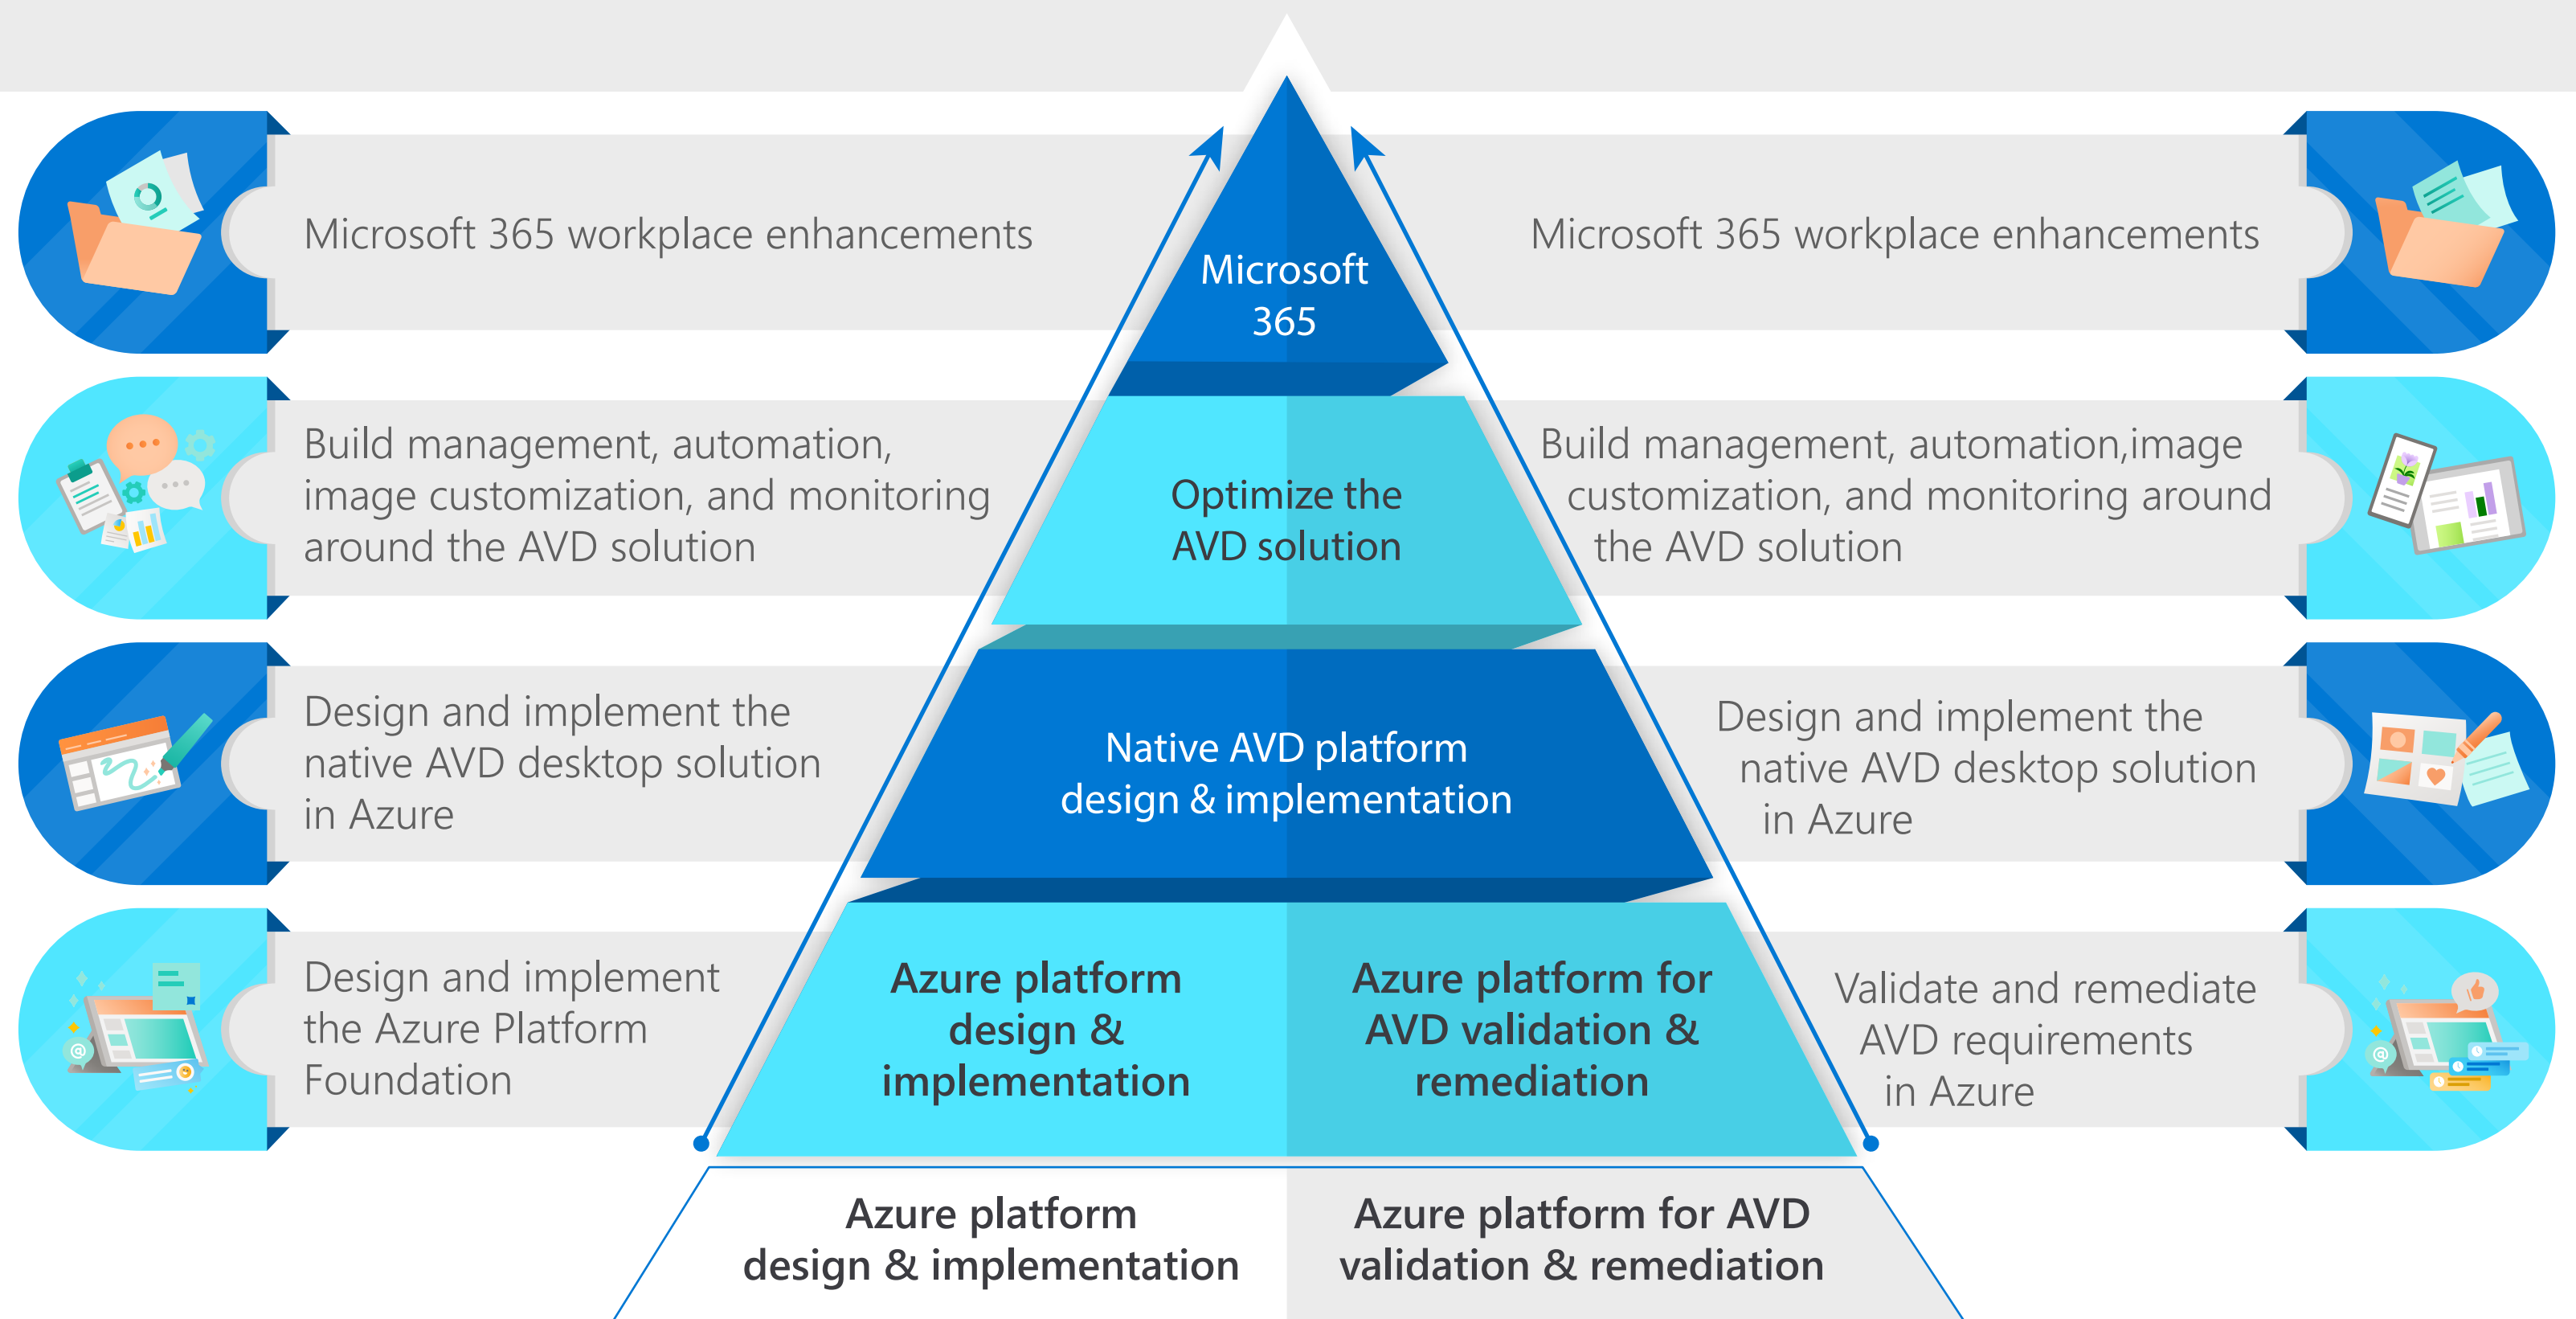 Microsoft 365 workplace enhancements
Microsoft
365
Microsoft 365 workplace enhancements
Build management, automation,
image customization, and monitoring
around the AVD solution
Optimize the
AVD solution
Build management, automation,image
customization, and monitoring around
the AVD solution
Design and implement the
native AVD desktop solution
in Azure
Native AVD platform
design & implementation
Design and implement the
native AVD desktop solution
in Azure
Design and implement
the Azure Platform
Foundation
Azure platform
design &
implementation
Azure platform for
AVD validation &
remediation
Validate and remediate
AVD requirements
in Azure
Azure platform
design & implementation
Azure platform for AVD
validation & remediation